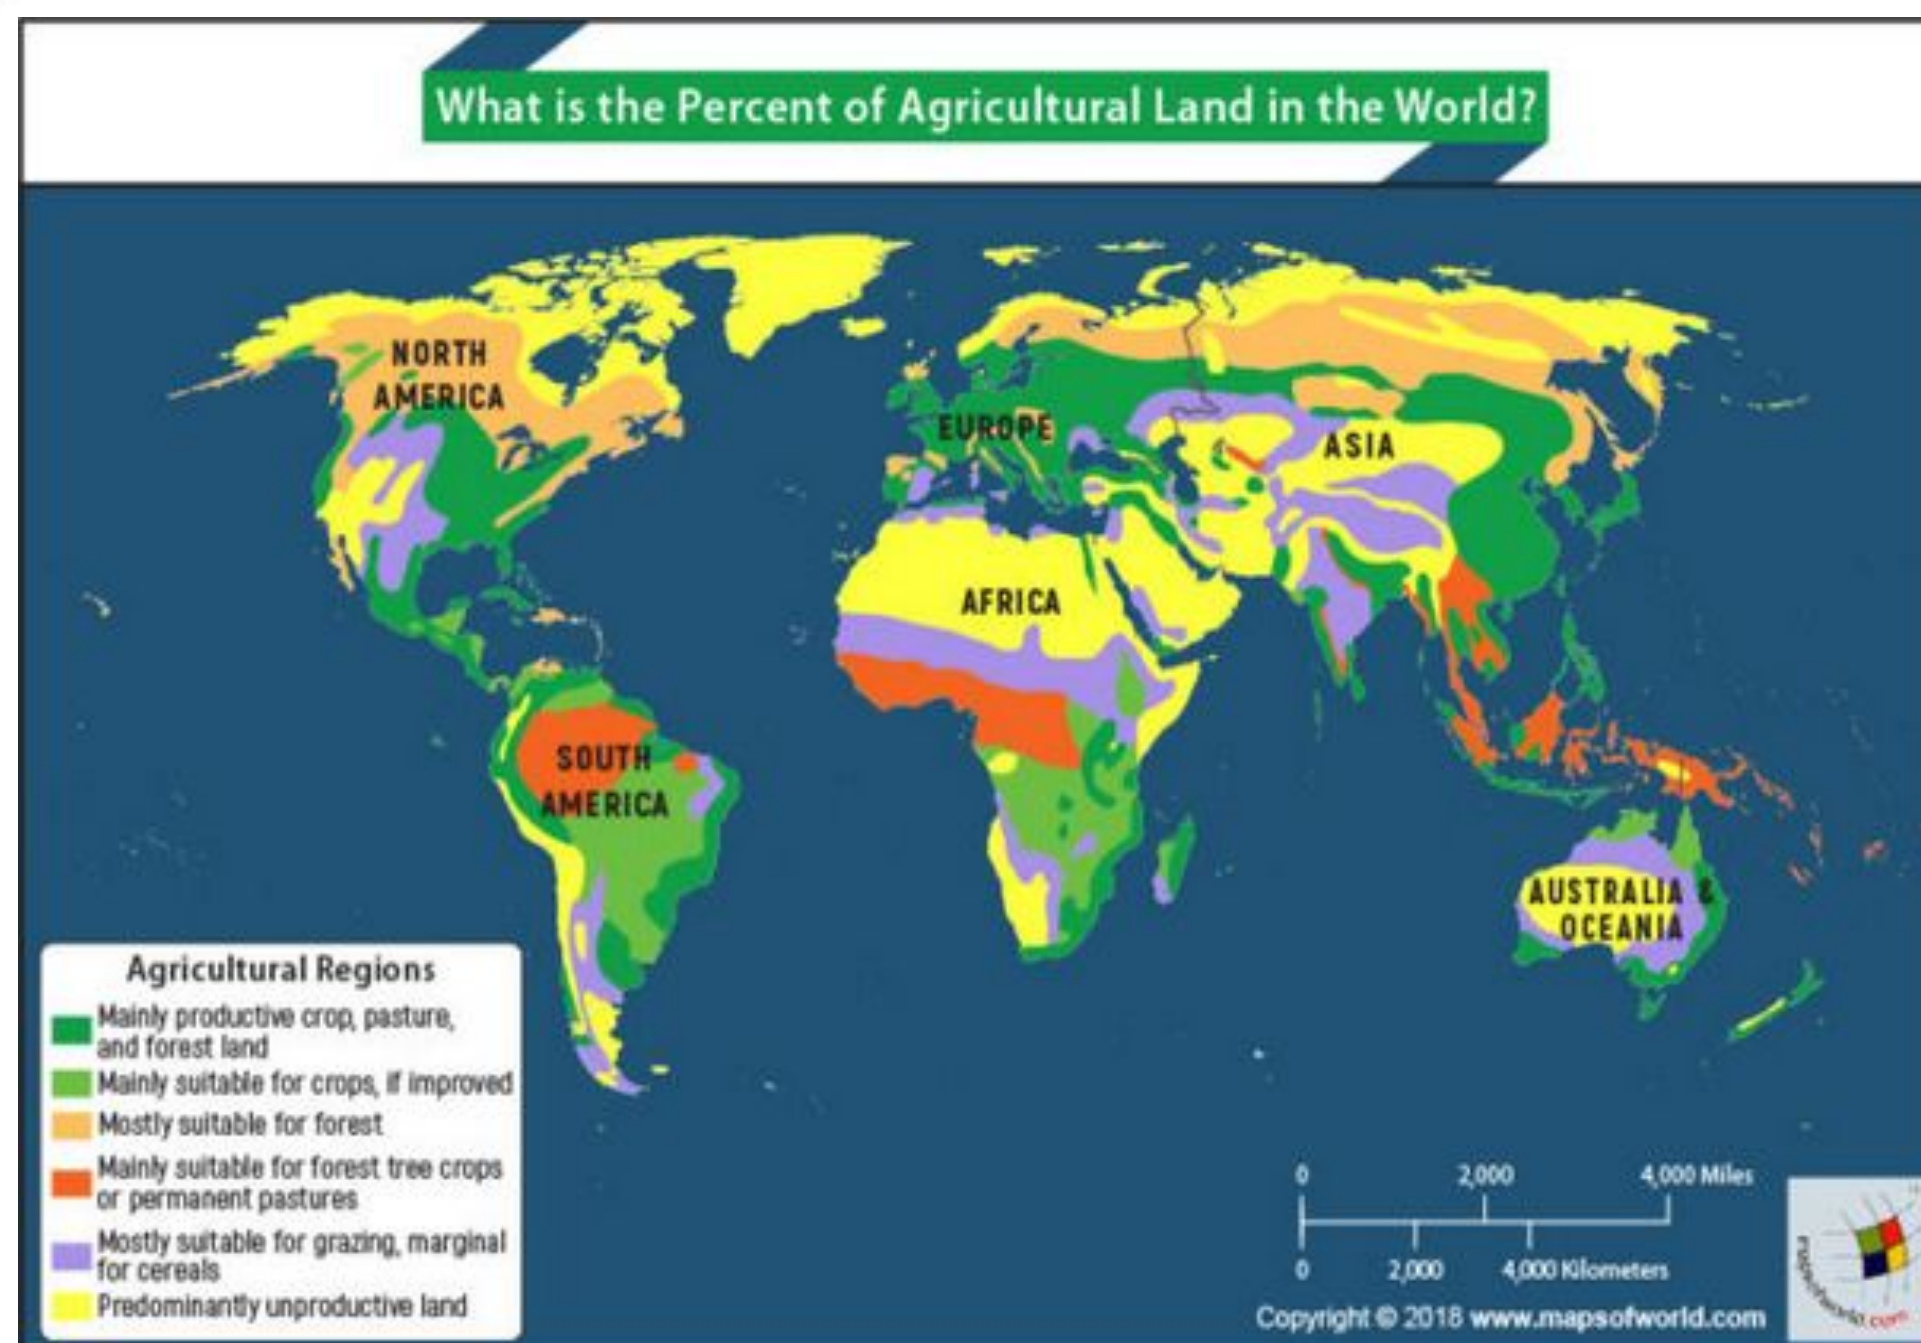 What is the Percent of Agricultural Land in the World?
NORTH
AMERICA
EUROPE
ASIA
AFRICA
SOUTH
AMERICA
AUSTRALIA &
OCEANIA
Agricultural Regions
Mainly productive crop, pasture,
and forest land
Mainly suitable for crops, if improved
Mostly suitable for forest
Mainly suitable for forest tree crops
or permanent pastures
Mostly suitable for grazing, marginal
for cereals
Predominantly unproductive land
0 2,000 4,000 Miles
0 2,000 4,000 Kilometers
Copyright © 2018 www.mapsofworld.com
mapsofworld.com